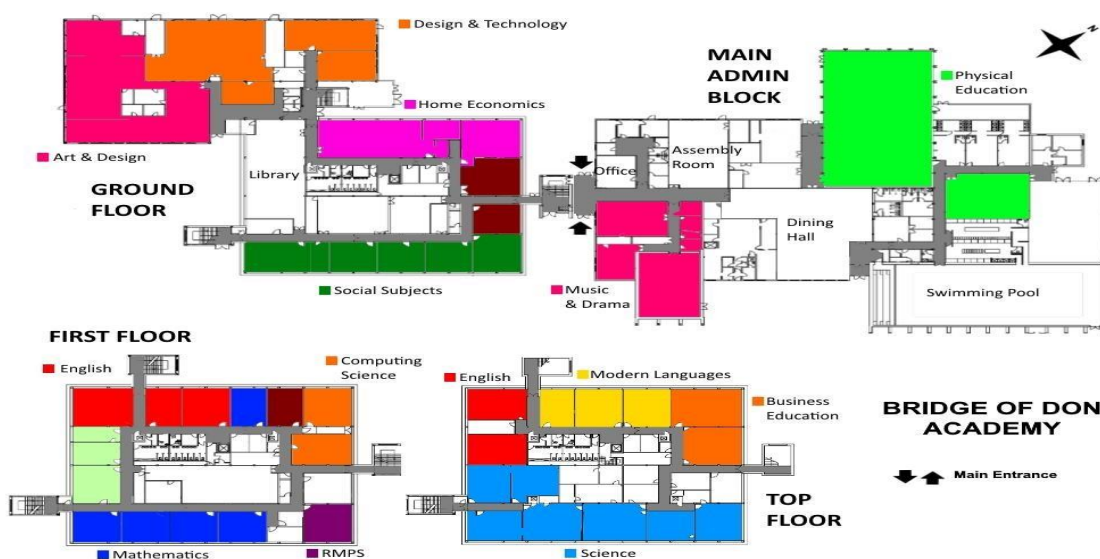 Design & Technology
N
MAIN
ADMIN
BLOCK
Physical
Education
Home Economics
Art & Design
Assembly
Room
Office
Library
GROUND
FLOOR
Dining
Hall
Social Subjects
Music
& Drama
Swimming Pool
FIRST FLOOR
English
Computing
Science
English
Modern Languages
Business
Education
BRIDGE OF DON
ACADEMY
Main Entrance
TOP
FLOOR
Mathematics
RMPS
Science